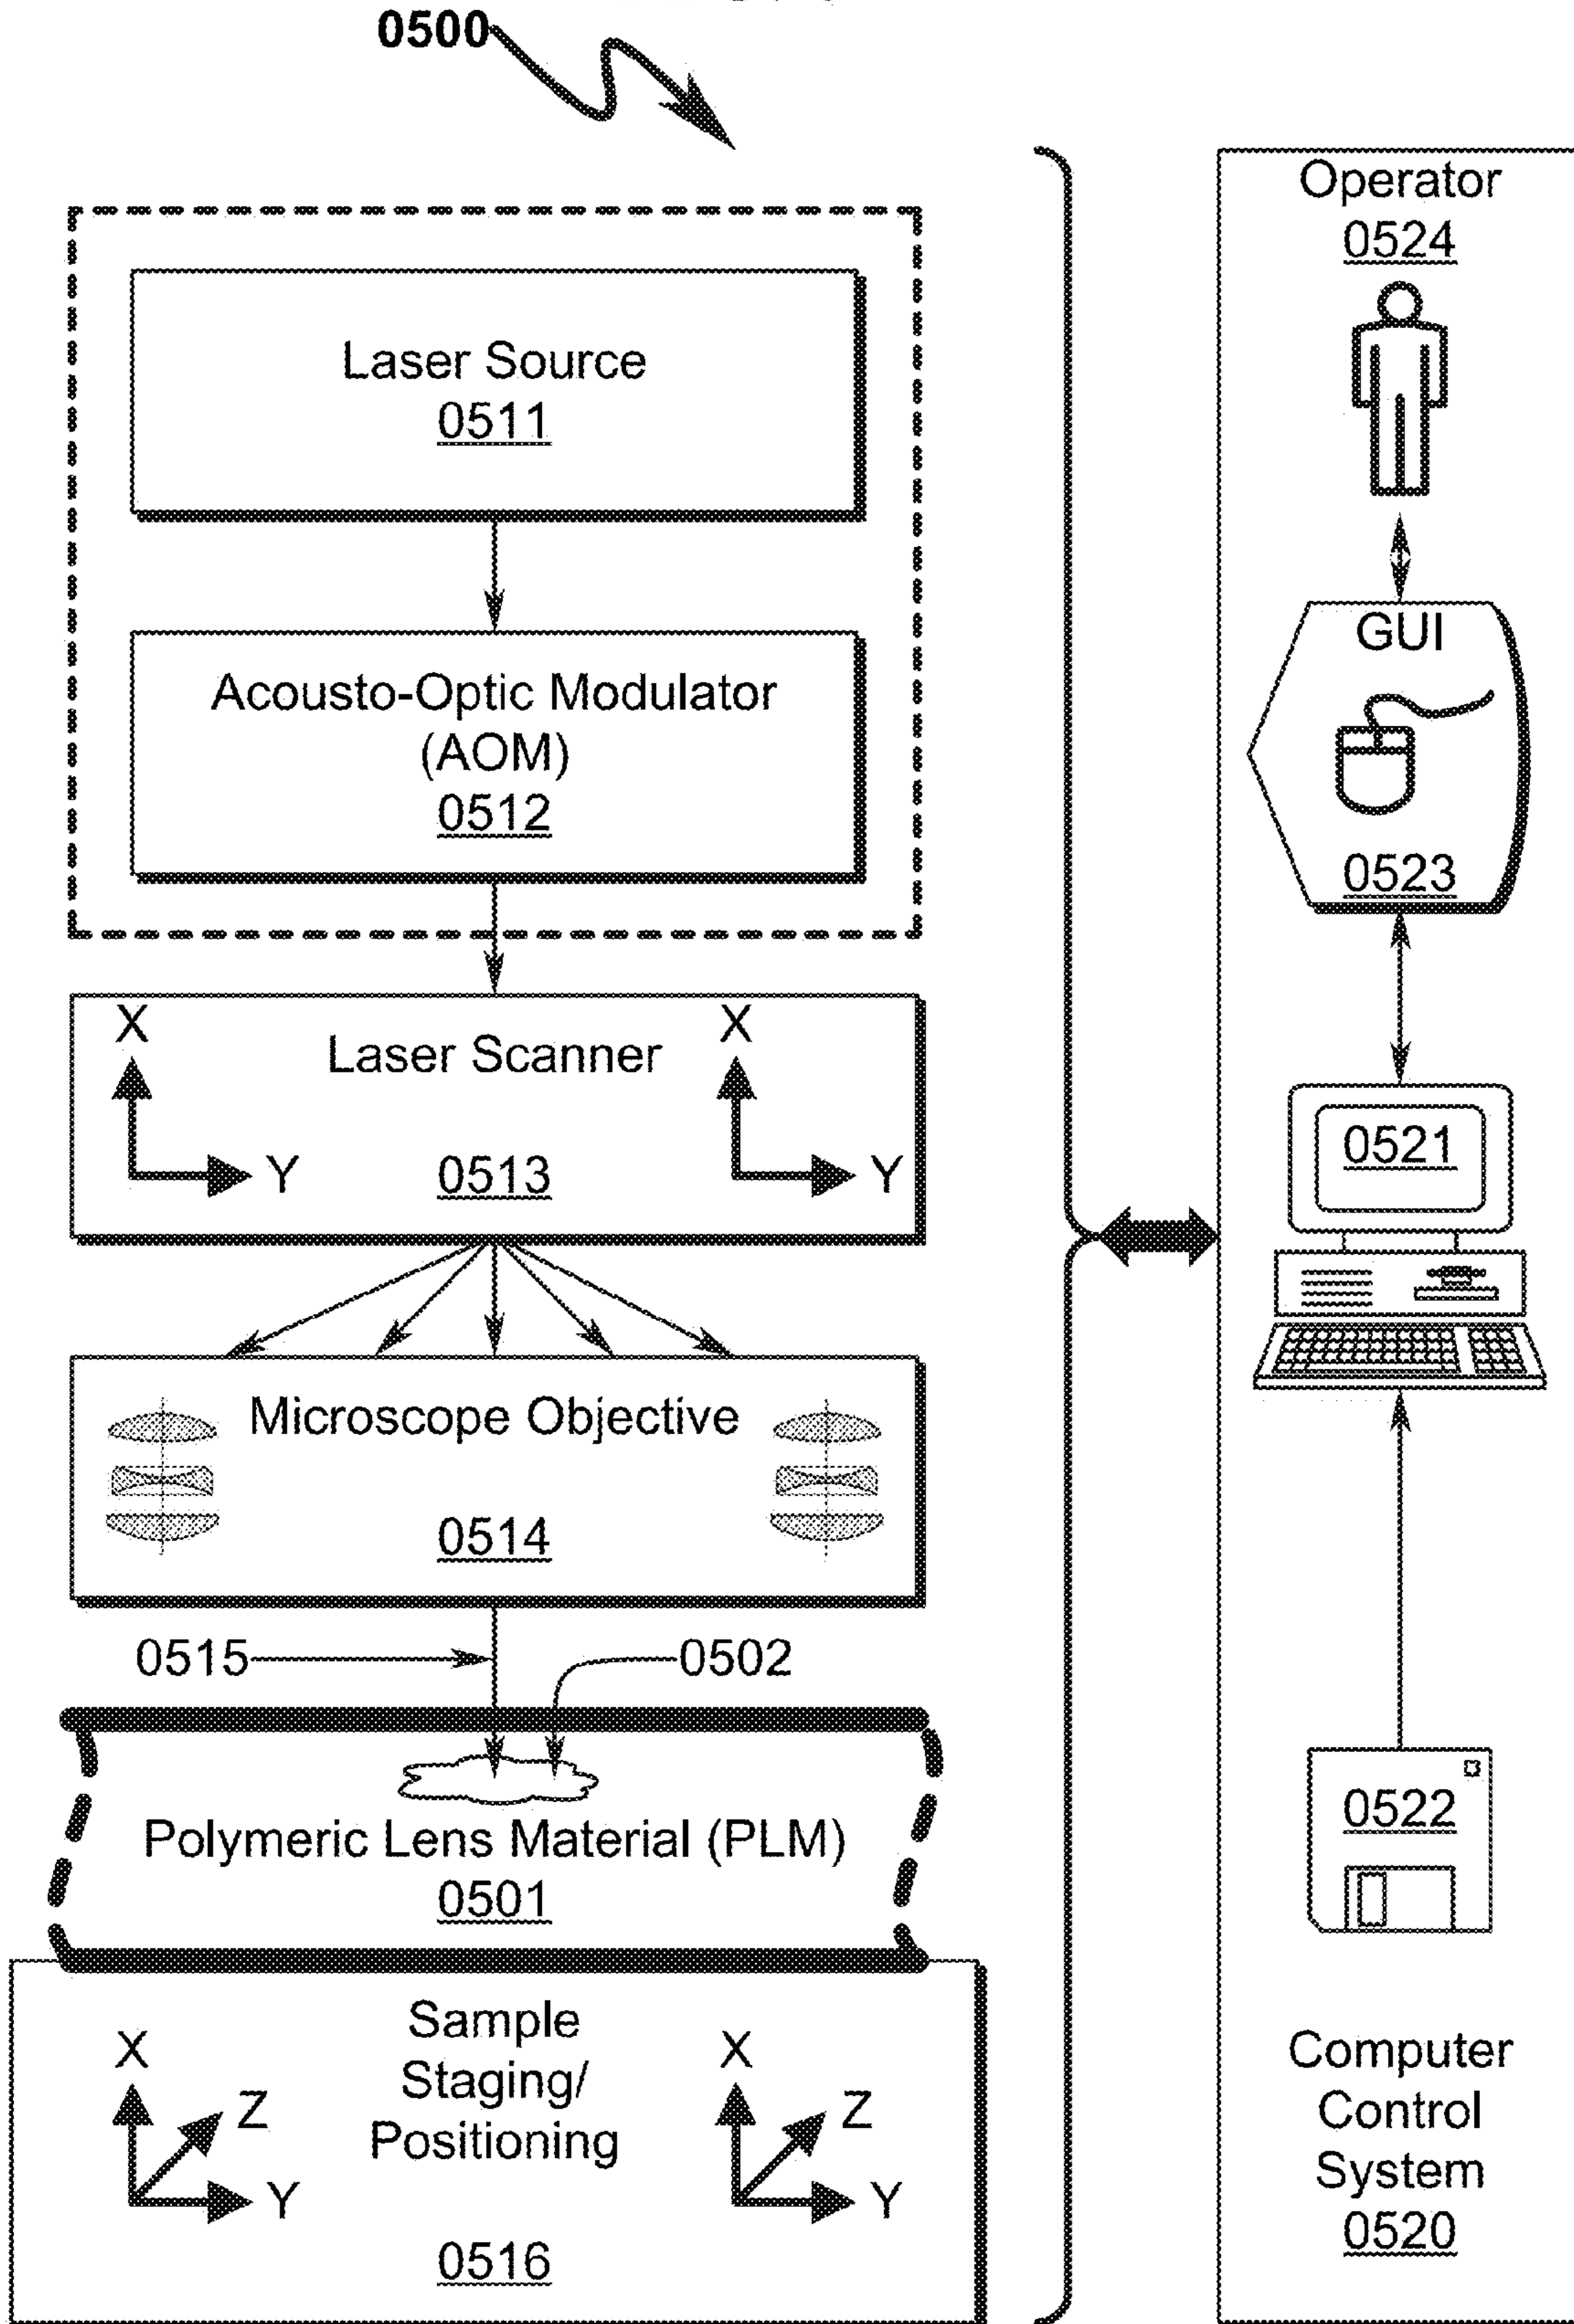 0500
Laser Source
0511
Acousto-Optic Modulator
(AOM)
0512
X
Y
Laser Scanner
0513
X
Y
Microscope Objective
0514
0515
0502
Polymeric Lens Material (PLM)
0501
X
Z
Y
Sample
Staging/
Positioning
0516
X
Z
Y
Operator
0524
GUI
0523
0521
0522
Computer
Control
System
0520